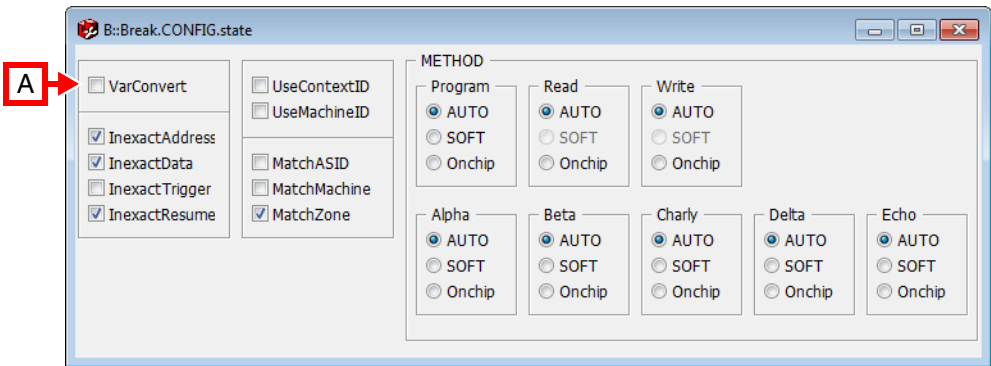 B::Break.CONFIG.state
A
VarConvert
InexactAddress
InexactData
InexactTrigger
InexactResume
UseContextID
UseMachineID
MatchASID
MatchMachine
MatchZone
METHOD
Program
AUTO
SOFT
Onchip
Read
AUTO
SOFT
Onchip
Write
AUTO
SOFT
Onchip
Alpha
AUTO
SOFT
Onchip
Beta
AUTO
SOFT
Onchip
Charly
AUTO
SOFT
Onchip
Delta
AUTO
SOFT
Onchip
Echo
AUTO
SOFT
Onchip